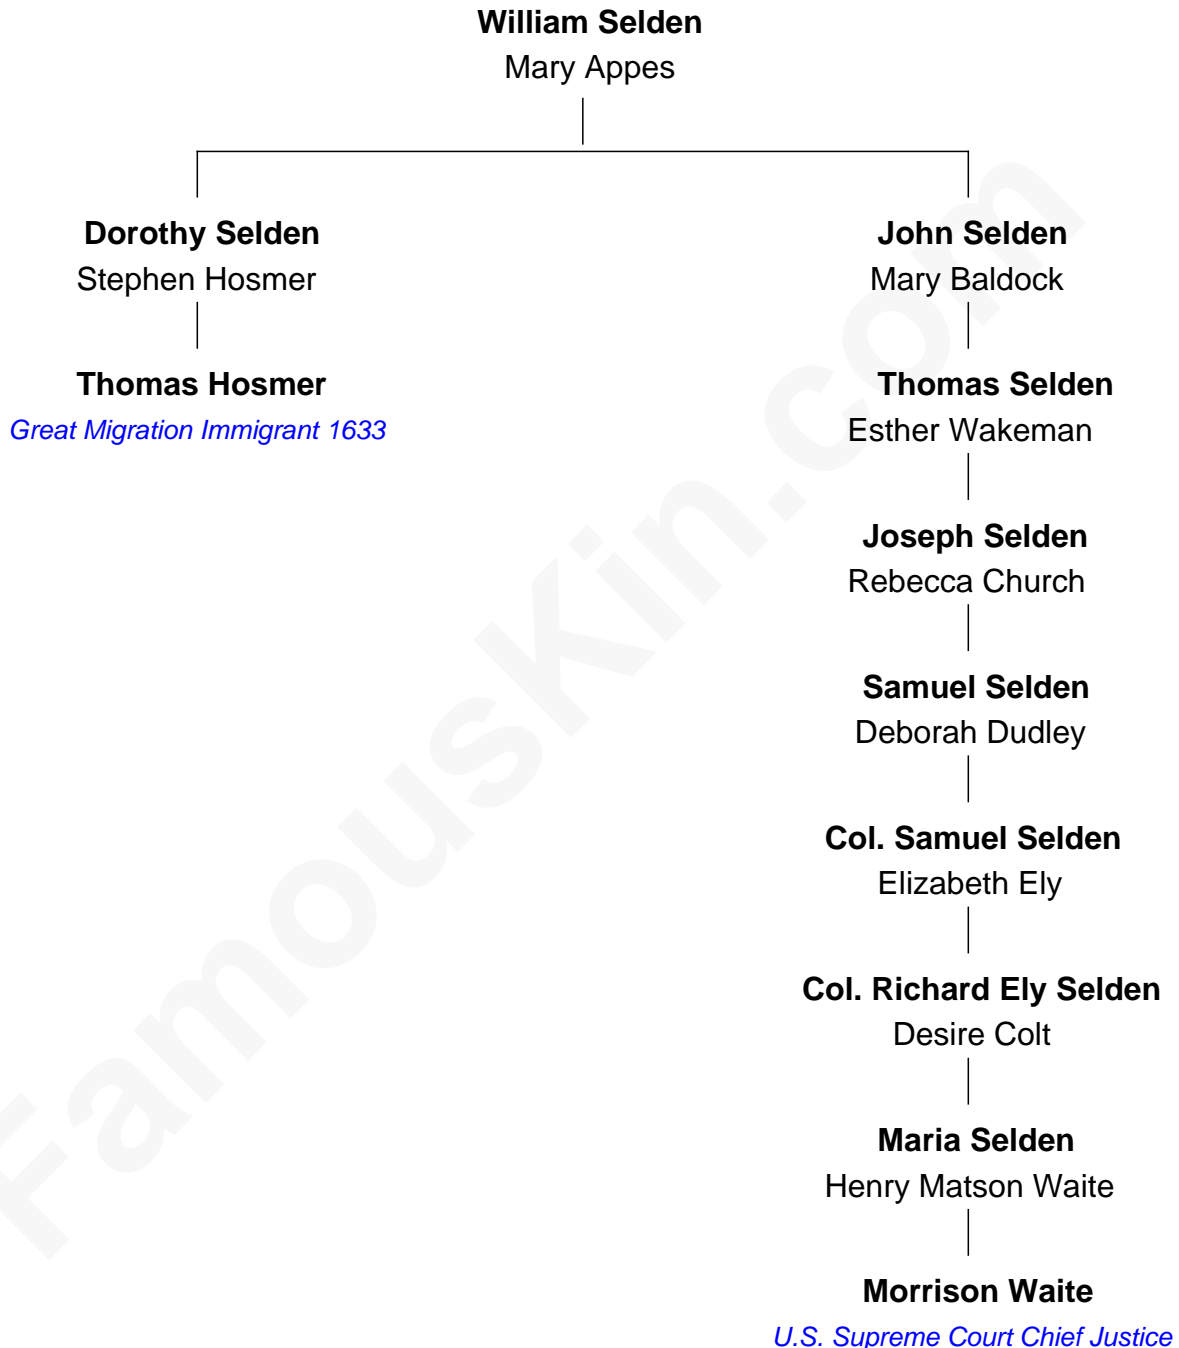 William Selden
Mary Appes
Dorothy Selden
Stephen Hosmer
Thomas Hosmer
Great Migration Immigrant 1633
John Selden
Mary Baldock
Thomas Selden
Esther Wakeman
Joseph Selden
Rebecca Church
Samuel Selden
Deborah Dudley
Col. Samuel Selden
Elizabeth Ely
Col. Richard Ely Selden
Desire Colt
Maria Selden
Henry Matson Waite
Morrison Waite
U.S. Supreme Court Chief Justice
FamousKin.com